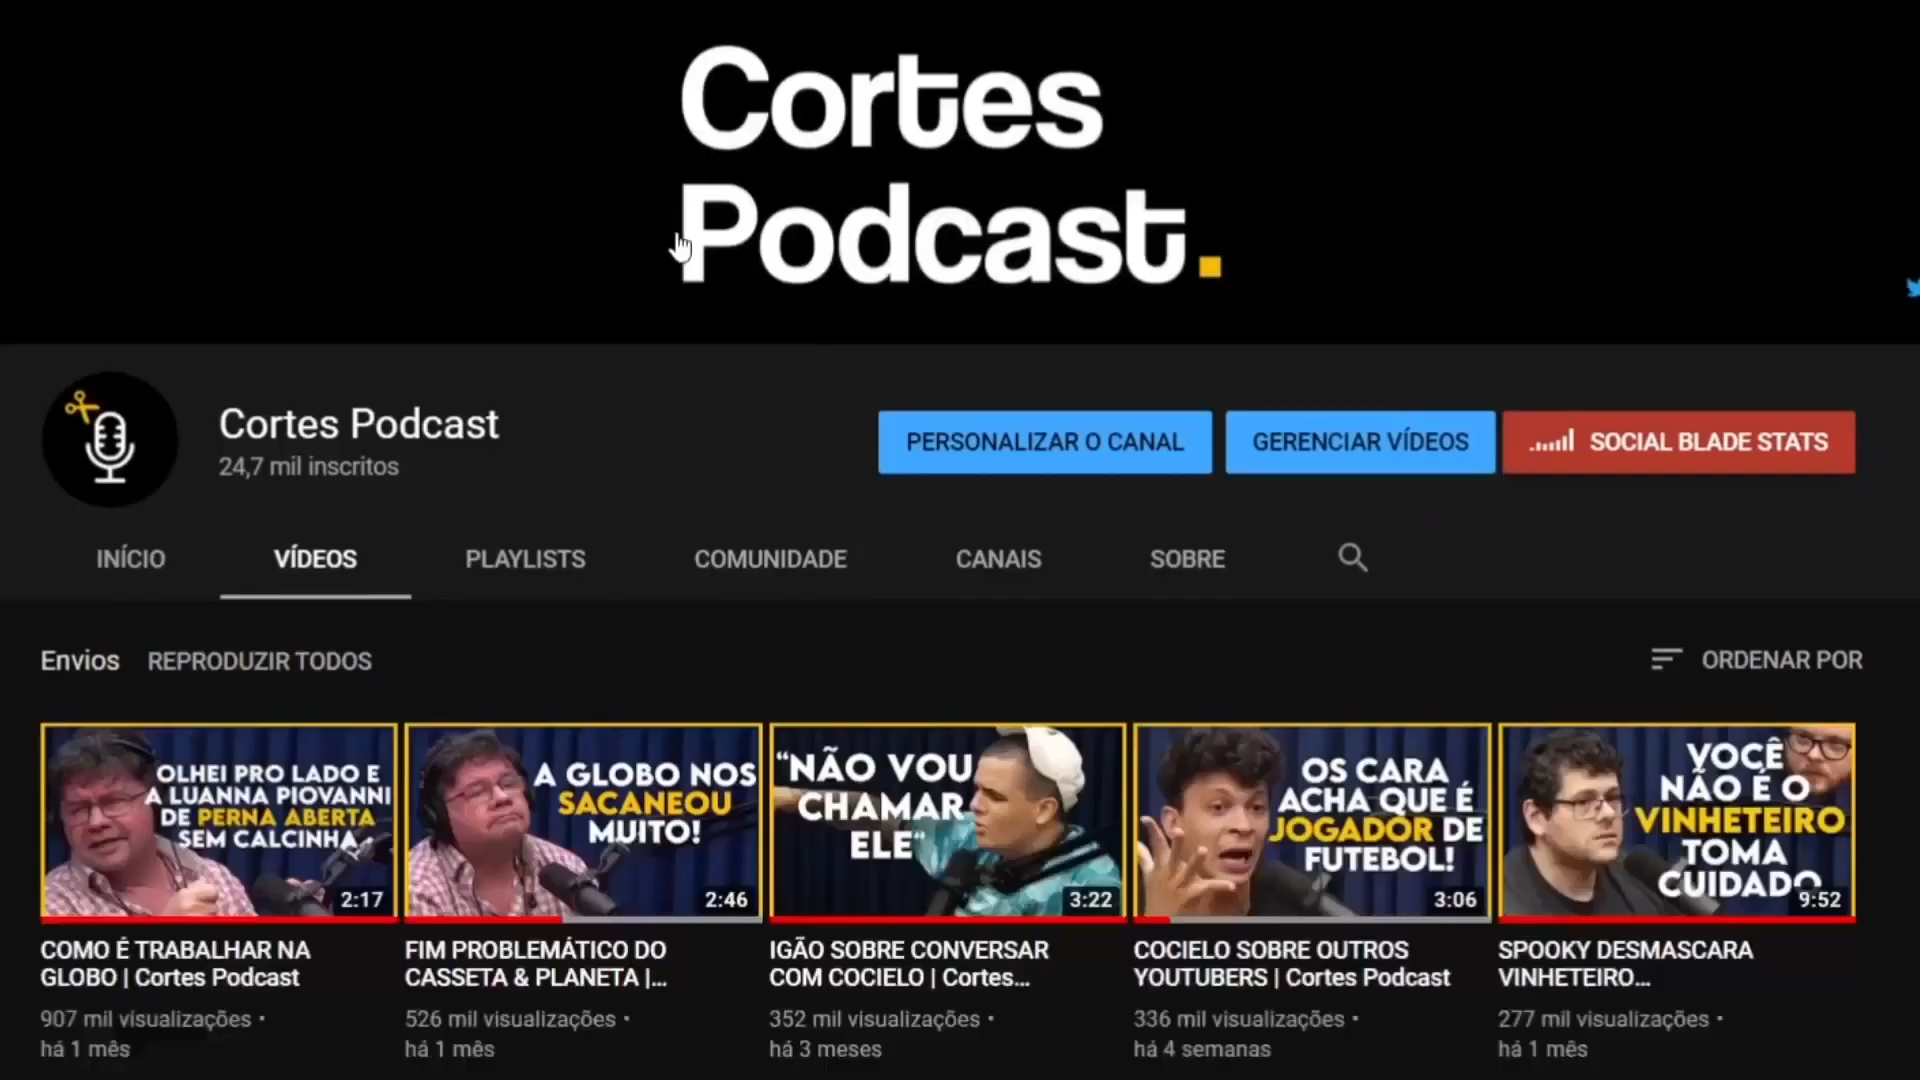 Cortes
Podcast.
Cortes Podcast
24,7 mil inscritos
PERSONALIZAR O CANAL
GERENCIAR VÍDEOS
SOCIAL BLADE STATS
INÍCIO
VÍDEOS
PLAYLISTS
COMUNIDADE
CANAIS
SOBRE
Envios
REPRODUZIR TODOS
ORDENAR POR
OLHEI PRO LADO E
A LUANNA PIOVANNI
DE PERNA ABERTA
SEM CALCINHA
2:17
COMO É TRABALHAR NA
GLOBO | Cortes Podcast
907 mil visualizações •
há 1 mês
A GLOBO NOS
SACANEOU
MUITO!
2:46
FIM PROBLEMÁTICO DO
CASSETA & PLANETA |...
526 mil visualizações •
há 1 mês
“NÃO VOU
CHAMAR
ELE“
3:22
IGÃO SOBRE CONVERSAR
COM COCIELO | Cortes...
352 mil visualizações •
há 3 meses
OS CARA
ACHA QUE É
JOGADOR DE
FUTEBOL!
3:06
COCIELO SOBRE OUTROS
YOUTUBERS | Cortes Podcast
336 mil visualizações •
há 4 semanas
VOCÊ
NÃO É O
VINHETEIRO
TOMA
CUIDADO
9:52
SPOOKY DESMASCARA
VINHETEIRO...
277 mil visualizações •
há 1 mês